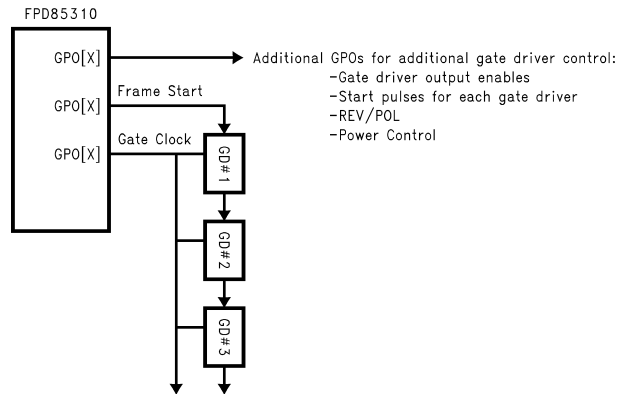 FPD85310
GPO[X]
Additional GPOs for additional gate driver control:
-Gate driver output enables
-Start pulses for each gate driver
-REV/POL
-Power Control
GPO[X]
Frame Start
GPO[X]
Gate Clock
GD#1
GD#2
GD#3